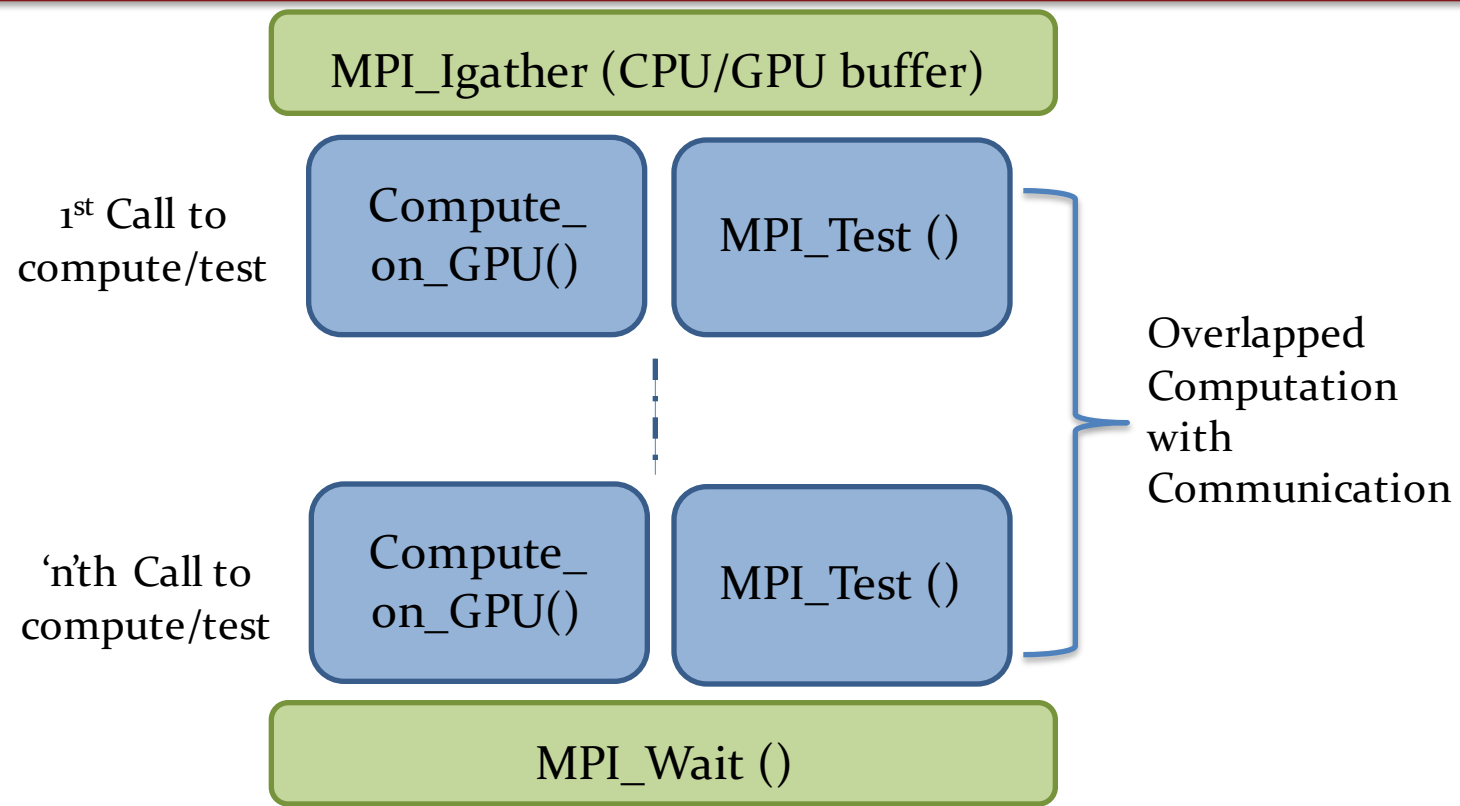 MPI_Igather (CPU/GPU buffer)
1st Call to
compute/test
Compute_
on_GPU()
MPI_Test ()
Overlapped
Computation
with
Communication
‘n’th Call to
compute/test
Compute_
on_GPU()
MPI_Test ()
MPI_Wait ()